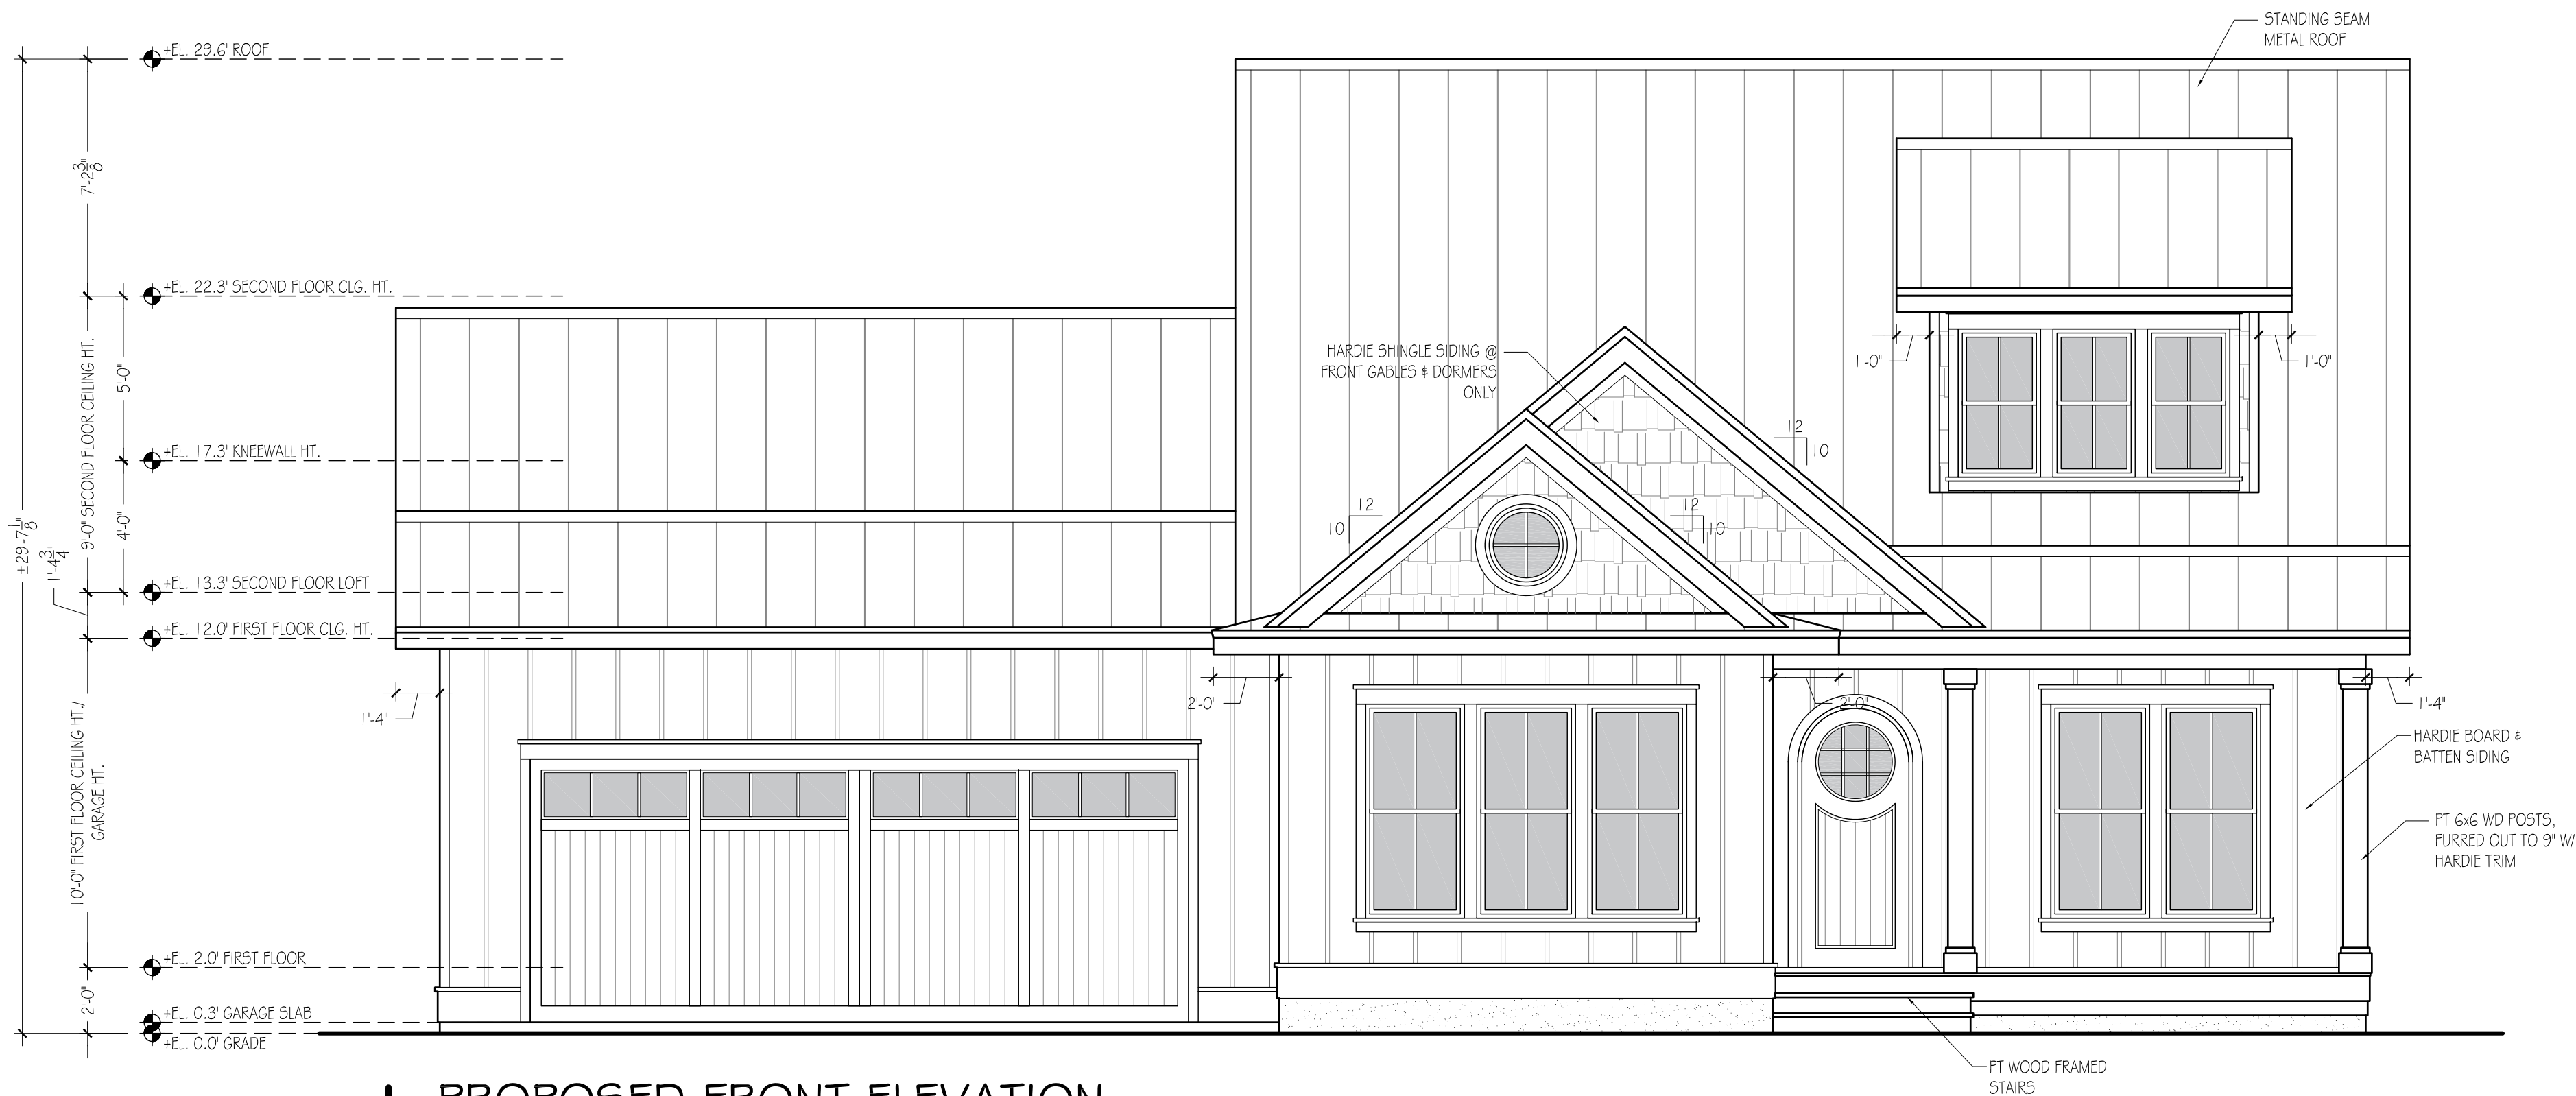 STANDING SEAM
METAL ROOF
+EL. 29.6' ROOF
7'-2 3/8"
+EL. 22.3' SECOND FLOOR CLG. HT.
9'-0" SECOND FLOOR CEILING HT.
5'-0"
HARDIE SHINGLE SIDING @
FRONT GABLES & DORMERS
ONLY
1'-0"
1'-0"
12
10
+EL. 17.3' KNEEWALL HT.
4'-0"
12
10
12
10
±29'-7 1/8"
1'-4 3/4"
+EL. 13.3' SECOND FLOOR LOFT
+EL. 12.0' FIRST FLOOR CLG. HT.
1'-4"
2'-0"
2'-0"
1'-4"
HARDIE BOARD &
BATTEN SIDING
10'-0" FIRST FLOOR CEILING HT./
GARAGE HT.
PT 6x6 WD POSTS,
FURRED OUT TO 9" W/
HARDIE TRIM
+EL. 2.0' FIRST FLOOR
2'-0"
+EL. 0.3' GARAGE SLAB
+EL. 0.0' GRADE
PT WOOD FRAMED
STAIRS
PROPOSED FRONT ELEVATION